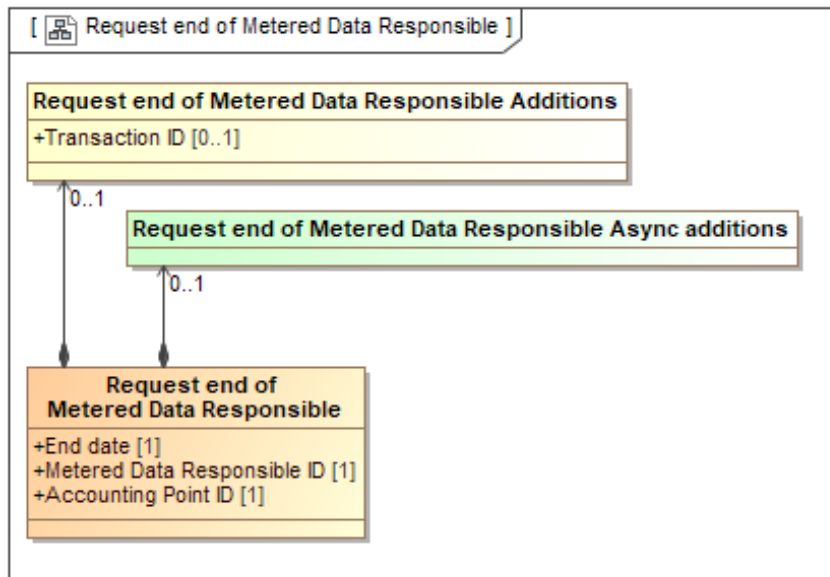 [ Request end of Metered Data Responsible ]
Request end of Metered Data Responsible Additions
+Transaction ID [0..1]
0..1
Request end of Metered Data Responsible Async additions
0..1
Request end of
Metered Data Responsible
+End date [1]
+Metered Data Responsible ID [1]
+Accounting Point ID [1]